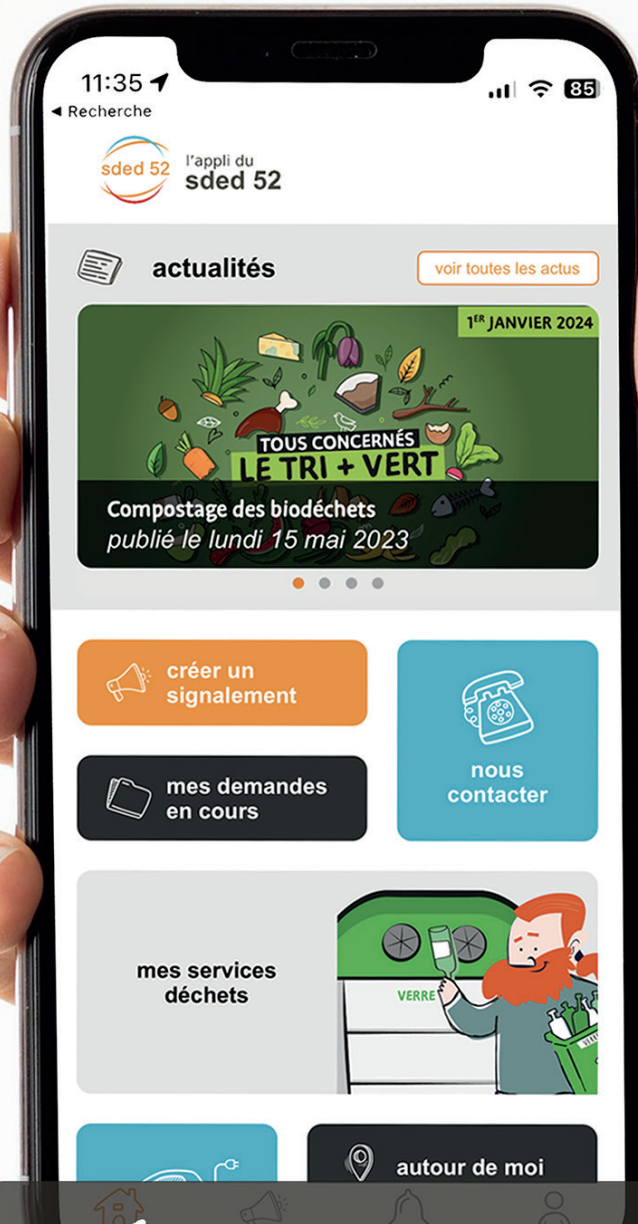 11:35
85
◀ Recherche
sded 52
l'appli du
sded 52
actualités
voir toutes les actus
1ER JANVIER 2024
TOUS CONCERNÉS
LE TRI + VERT
Compostage des biodéchets
publié le lundi 15 mai 2023
créer un
signalement
mes demandes
en cours
nous
contacter
mes services
déchets
VERRE
autour de moi